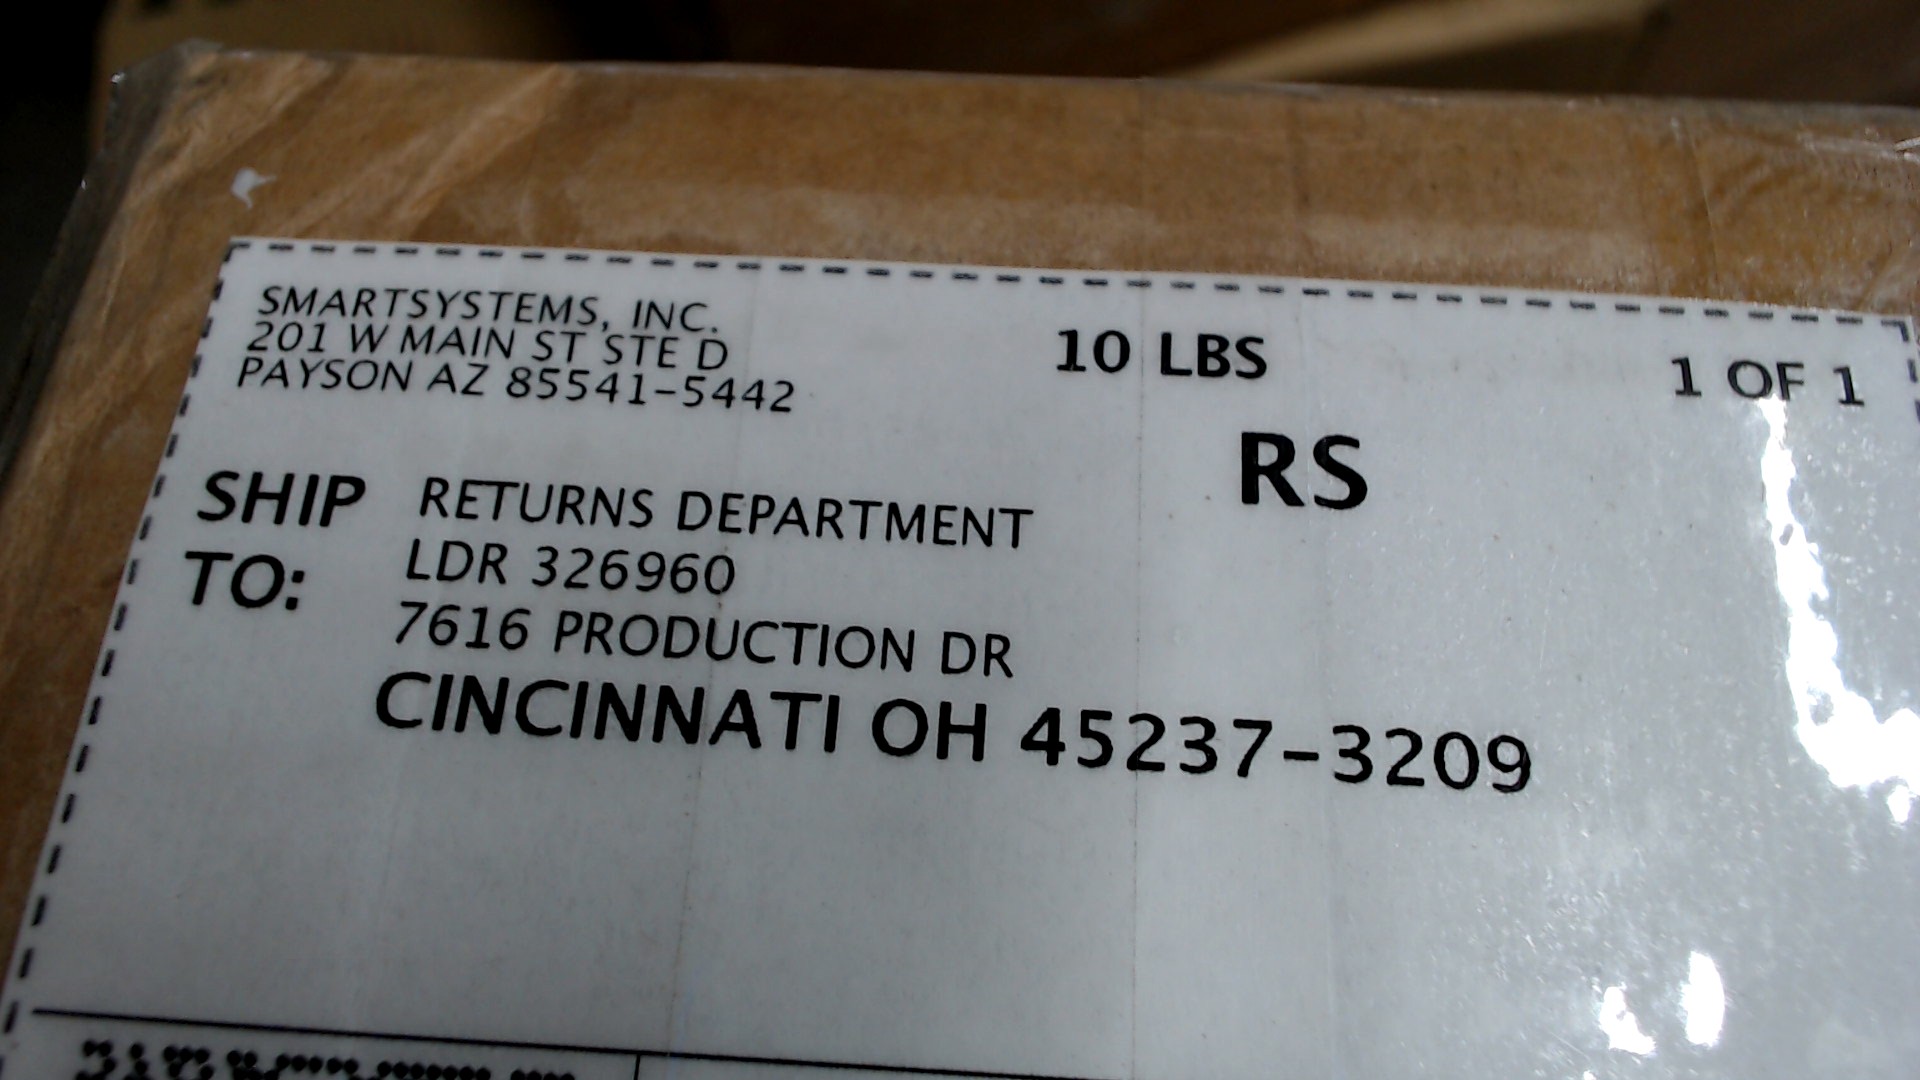 SMARTSYSTEMS, INC.
201 W MAIN ST STE D
PAYSON AZ 85541-5442
10 LBS
1 OF 1
RS
SHIP TO:
RETURNS DEPARTMENT
LDR 326960
7616 PRODUCTION DR
CINCINNATI OH 45237-3209